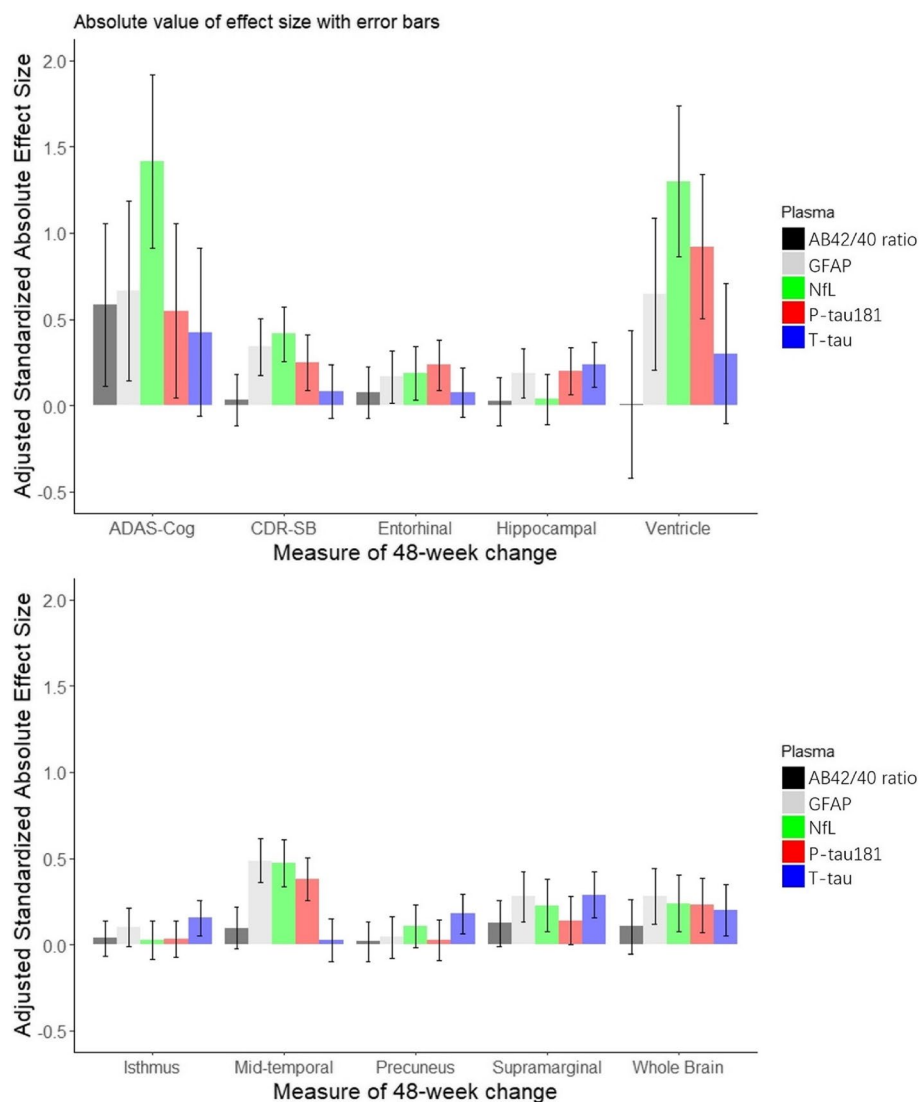 Absolute value of effect size with error bars
Adjusted Standardized Absolute Effect Size
2.0
1.5
1.0
0.5
0.0
-0.5
ADAS-Cog CDR-SB Entorhinal Hippocampal Ventricle
Measure of 48-week change
Plasma
AB42/40 ratio
GFAP
NfL
P-tau181
T-tau
Adjusted Standardized Absolute Effect Size
2.0
1.5
1.0
0.5
0.0
-0.5
Isthmus Mid-temporal Precuneus Supramarginal Whole Brain
Measure of 48-week change
Plasma
AB42/40 ratio
GFAP
NfL
P-tau181
T-tau